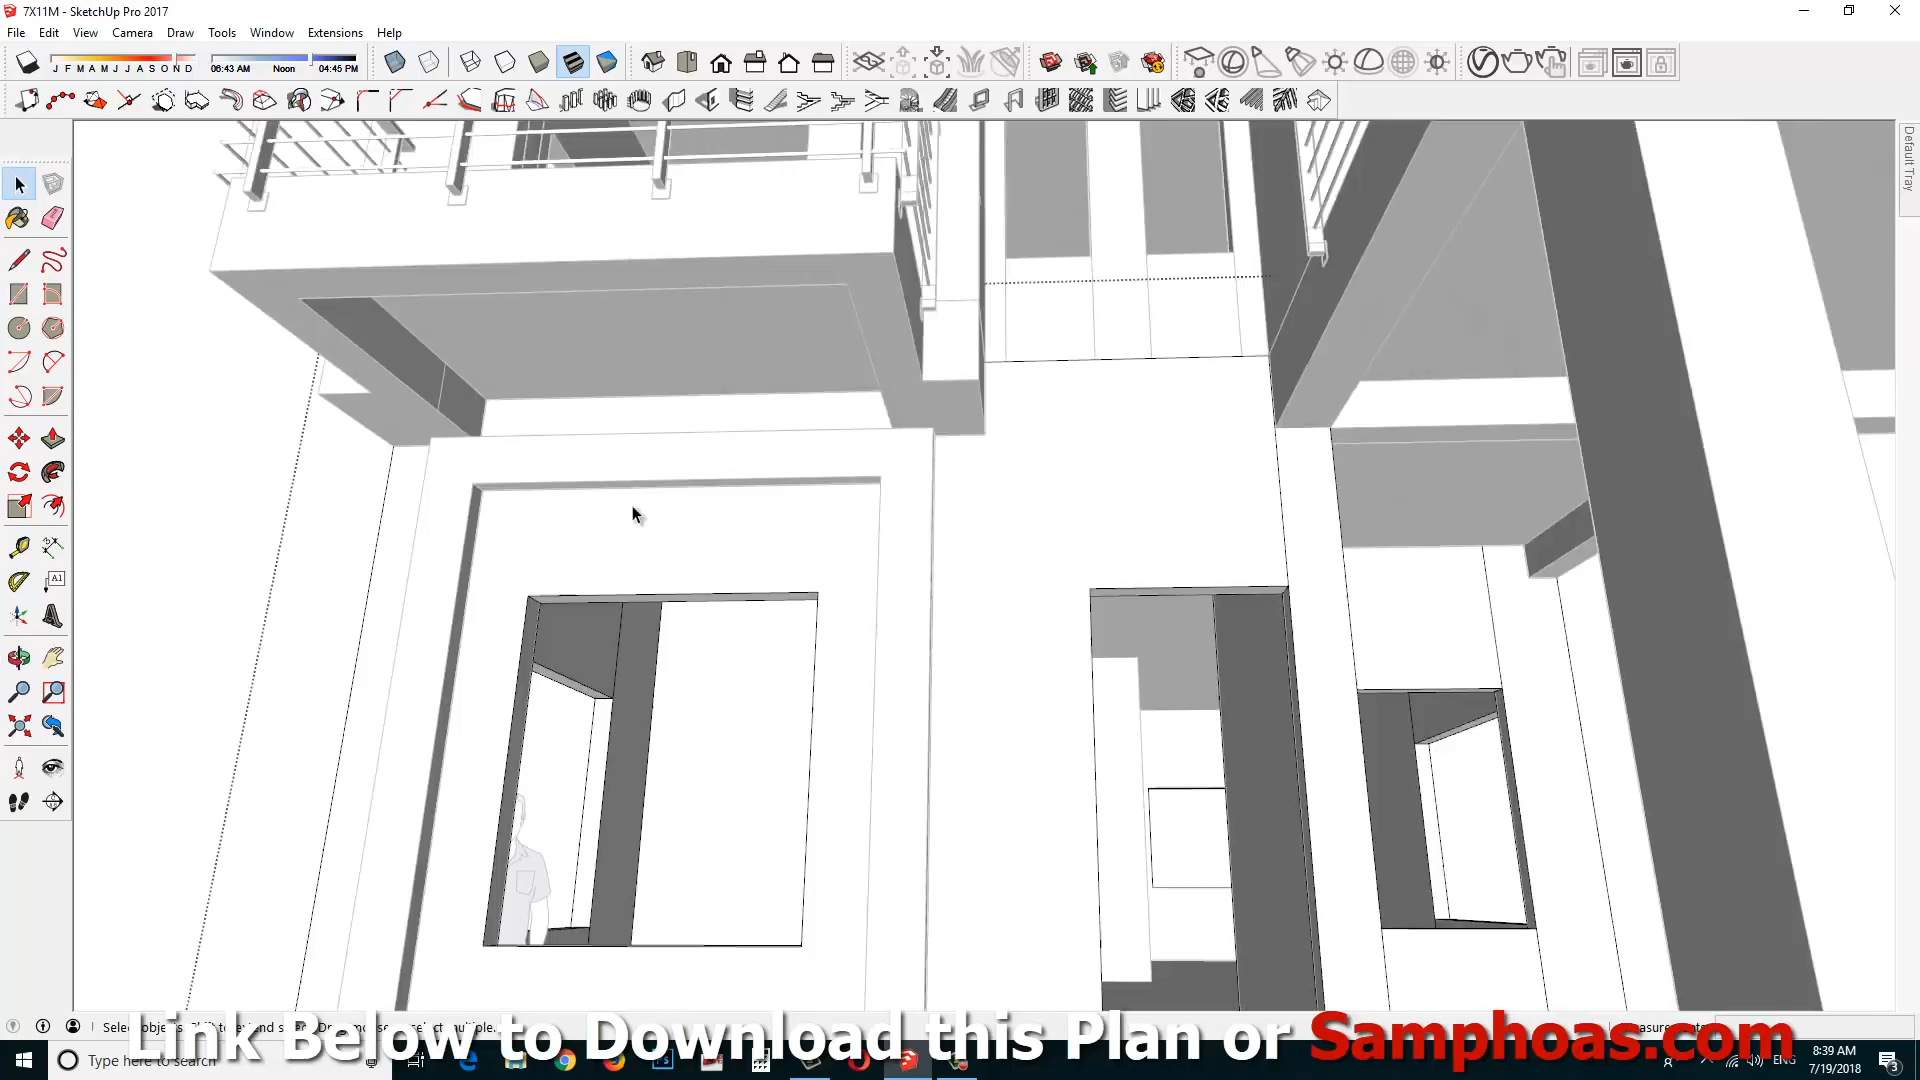 7X11M - SketchUp Pro 2017
File Edit View Camera Draw Tools Window Extensions Help
J F M A M J J A S O N D 06:43 AM Noon 04:45 PM
Default Tray
A1
Link Below to Download this Plan or Samphoas.com
Type here to search
ENG
8:39 AM
7/19/2018
3